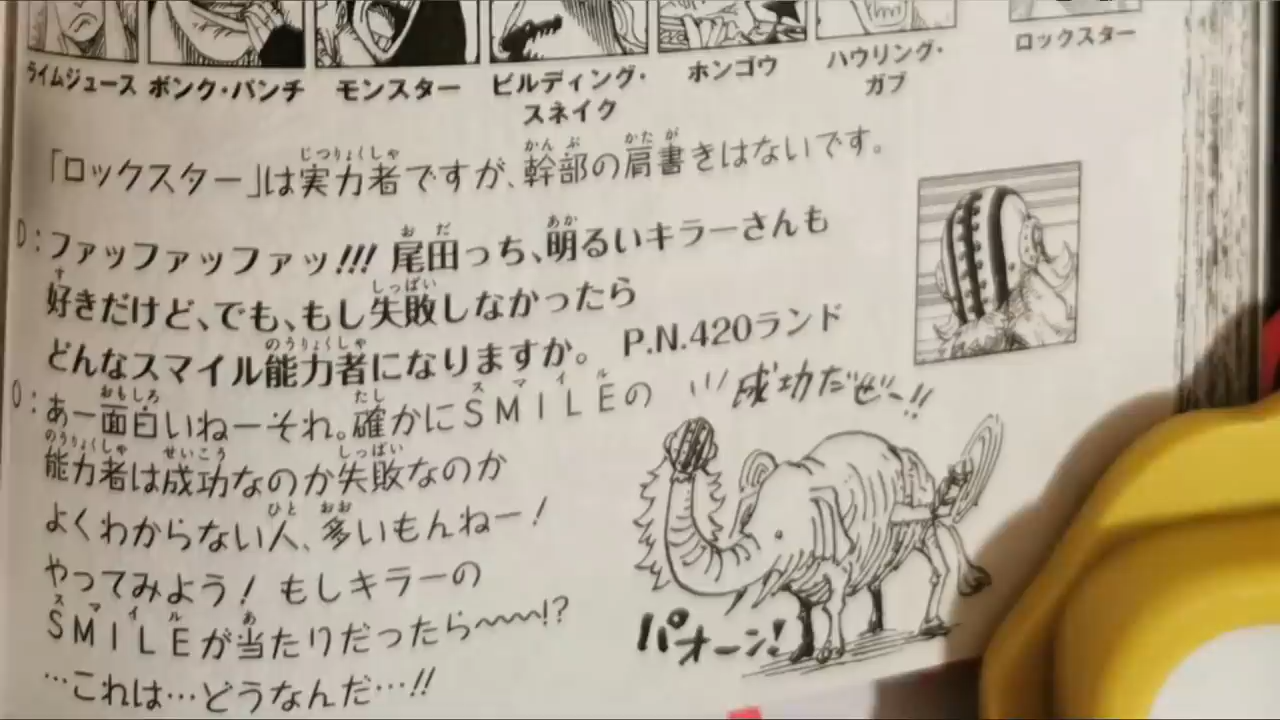 ライムジュース
ボンク・パンチ
モンスター
ビルディング・
スネイク
ホンゴウ
ハウリング・
ガブ
ロックスター
「ロックスター」は実力者ですが、幹部の肩書きはないです。
D:ファッファッファッ!!! 尾田っち、明るいキラーさんも
好きだけど、でも、もし失敗しなかったら
どんなスマイル能力者になりますか。 P.N.420ランド
O:あー面白いねーそれ。確かにSMILEの
能力者は成功なのか失敗なのか
よくわからない人、多いもんねー!
やってみよう! もしキラーの
SMILEが当たりだったら〜〜〜!?
…これは…どうなんだ…!!
成功だぜー!!
パオーン!